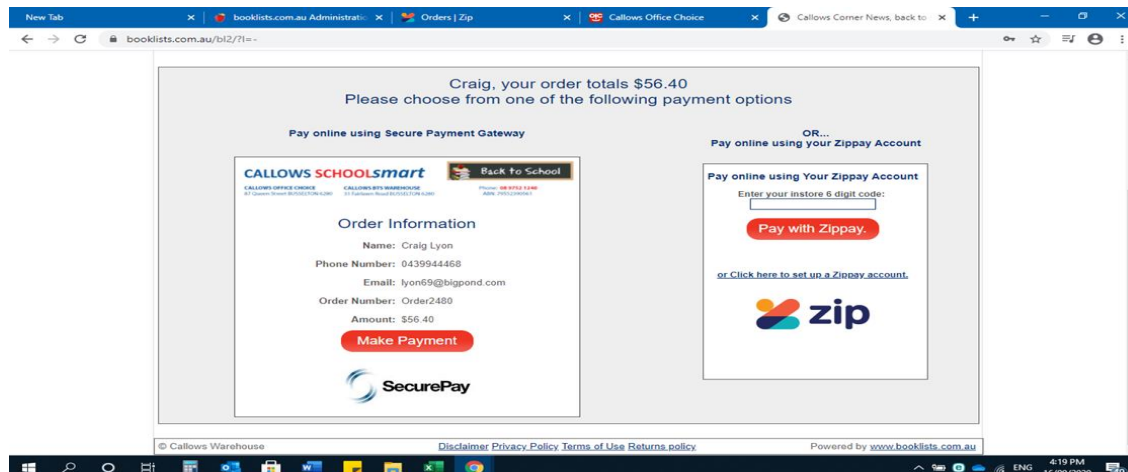 New Tab
booklists.com.au Administratio
Orders | Zip
Callows Office Choice
Callows Corner News, back to
booklists.com.au/bl2/?l=-
Craig, your order totals $56.40
Please choose from one of the following payment options
Pay online using Secure Payment Gateway
OR...
Pay online using your Zippay Account
CALLOWS SCHOOLsmart
Back to School
CALLOWS OFFICE CHOICE
CALLOWS BTS WAREHOUSE
Phone: 08 9752 1240
Order Information
Name: Craig Lyon
Phone Number: 0439944468
Email: lyon69@bigpond.com
Order Number: Order2480
Amount: $56.40
Make Payment
SecurePay
Pay online using Your Zippay Account
Enter your instore 6 digit code:
Pay with Zippay.
or Click here to set up a Zippay account.
zip
© Callows Warehouse
Disclaimer Privacy Policy Terms of Use Returns policy
Powered by www.booklists.com.au
ENG
4:19 PM